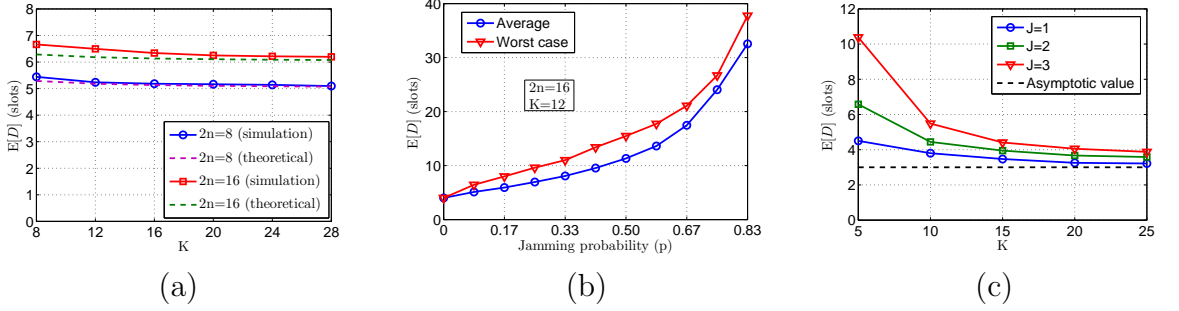 8
7
6
5
4
3
2
1
0
E[D] (slots)
2n=8 (simulation)
2n=8 (theoretical)
2n=16 (simulation)
2n=16 (theoretical)
8 12 16 20 24 28
K
(a)
40
30
20
10
0
E[D] (slots)
Average
Worst case
2n=16
K=12
0 0.17 0.33 0.50 0.67 0.83
Jamming probability (p)
(b)
12
10
8
6
4
2
0
E[D] (slots)
J=1
J=2
J=3
Asymptotic value
5 10 15 20 25
K
(c)